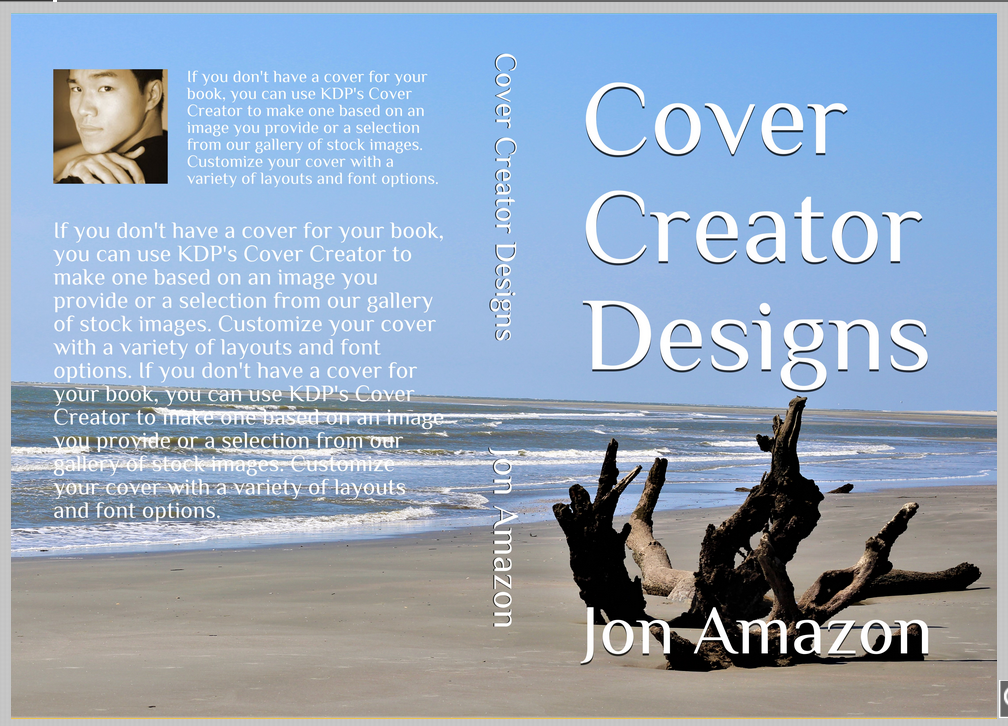 If you don't have a cover for your
book, you can use KDP's Cover
Creator to make one based on an
image you provide or a selection
from our gallery of stock images.
Customize your cover with a
variety of layouts and font options.
If you don't have a cover for your book,
you can use KDP's Cover Creator to
make one based on an image you
provide or a selection from our gallery
of stock images. Customize your cover
with a variety of layouts and font
options. If you don't have a cover for
your book, you can use KDP's Cover
Creator to make one based on an image
you provide or a selection from our
gallery of stock images. Customize
your cover with a variety of layouts
and font options.
Cover Creator Designs
Jon Amazon
Cover
Creator
Designs
Jon Amazon